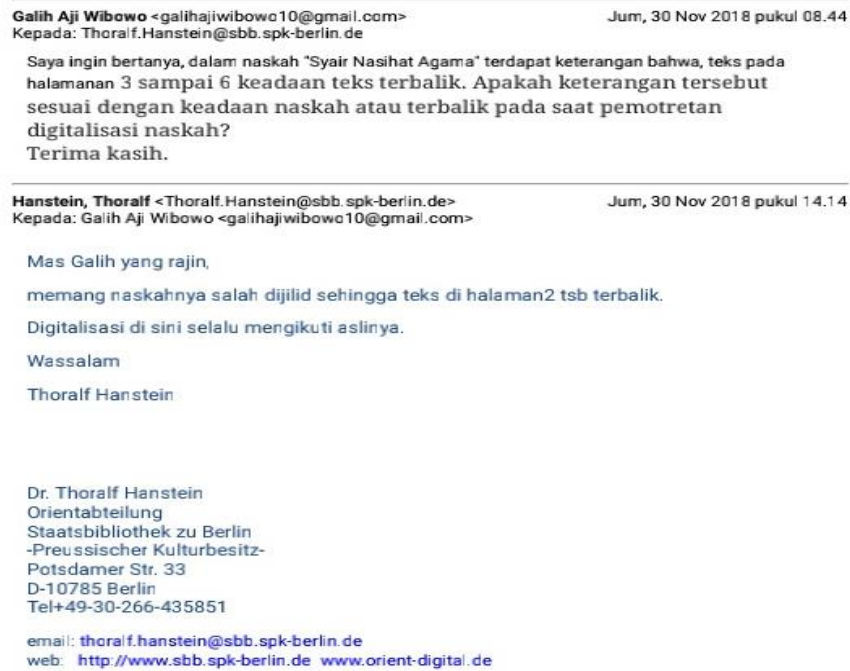 Galih Aji Wibowo <galihajiwibowo10@gmail.com> Jum, 30 Nov 2018 pukul 08.44
Kepada: Thoralf.Hanstein@sbb.spk-berlin.de
Saya ingin bertanya, dalam naskah "Syair Nasihat Agama" terdapat keterangan bahwa, teks pada
halamanan 3 sampai 6 keadaan teks terbalik. Apakah keterangan tersebut
sesuai dengan keadaan naskah atau terbalik pada saat pemotretan
digitalisasi naskah?
Terima kasih.
Hanstein, Thoralf <Thoralf.Hanstein@sbb.spk-berlin.de> Jum, 30 Nov 2018 pukul 14.14
Kepada: Galih Aji Wibowo <galihajiwibowo10@gmail.com>
Mas Galih yang rajin,
memang naskahnya salah dijilid sehingga teks di halaman2 tsb terbalik.
Digitalisasi di sini selalu mengikuti aslinya.
Wassalam
Thoralf Hanstein
Dr. Thoralf Hanstein
Orientabteilung
Staatsbibliothek zu Berlin
-Preussischer Kulturbesitz-
Potsdamer Str. 33
D-10785 Berlin
Tel+49-30-266-435851
email: thoralf.hanstein@sbb.spk-berlin.de
web: http://www.sbb.spk-berlin.de www.orient-digital.de